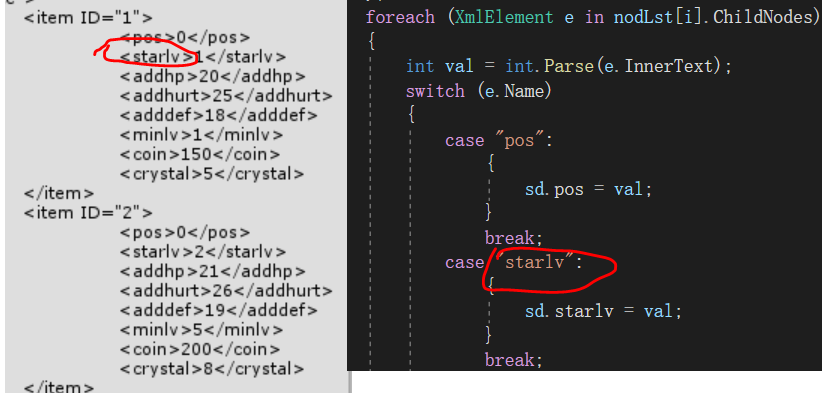 <item ID="1">
<pos>0</pos>
<starlv>1</starlv>
<addhp>20</addhp>
<addhurt>25</addhurt>
<adddef>18</adddef>
<minlv>1</minlv>
<coin>150</coin>
<crystal>5</crystal>
</item>
<item ID="2">
<pos>0</pos>
<starlv>2</starlv>
<addhp>21</addhp>
<addhurt>26</addhurt>
<adddef>19</adddef>
<minlv>5</minlv>
<coin>200</coin>
<crystal>8</crystal>
</item>
foreach (XmlElement e in nodLst[i].ChildNodes)
{
int val = int.Parse(e.InnerText);
switch (e.Name)
{
case "pos":
{
sd.pos = val;
}
break;
case "starlv":
{
sd.starlv = val;
}
break;